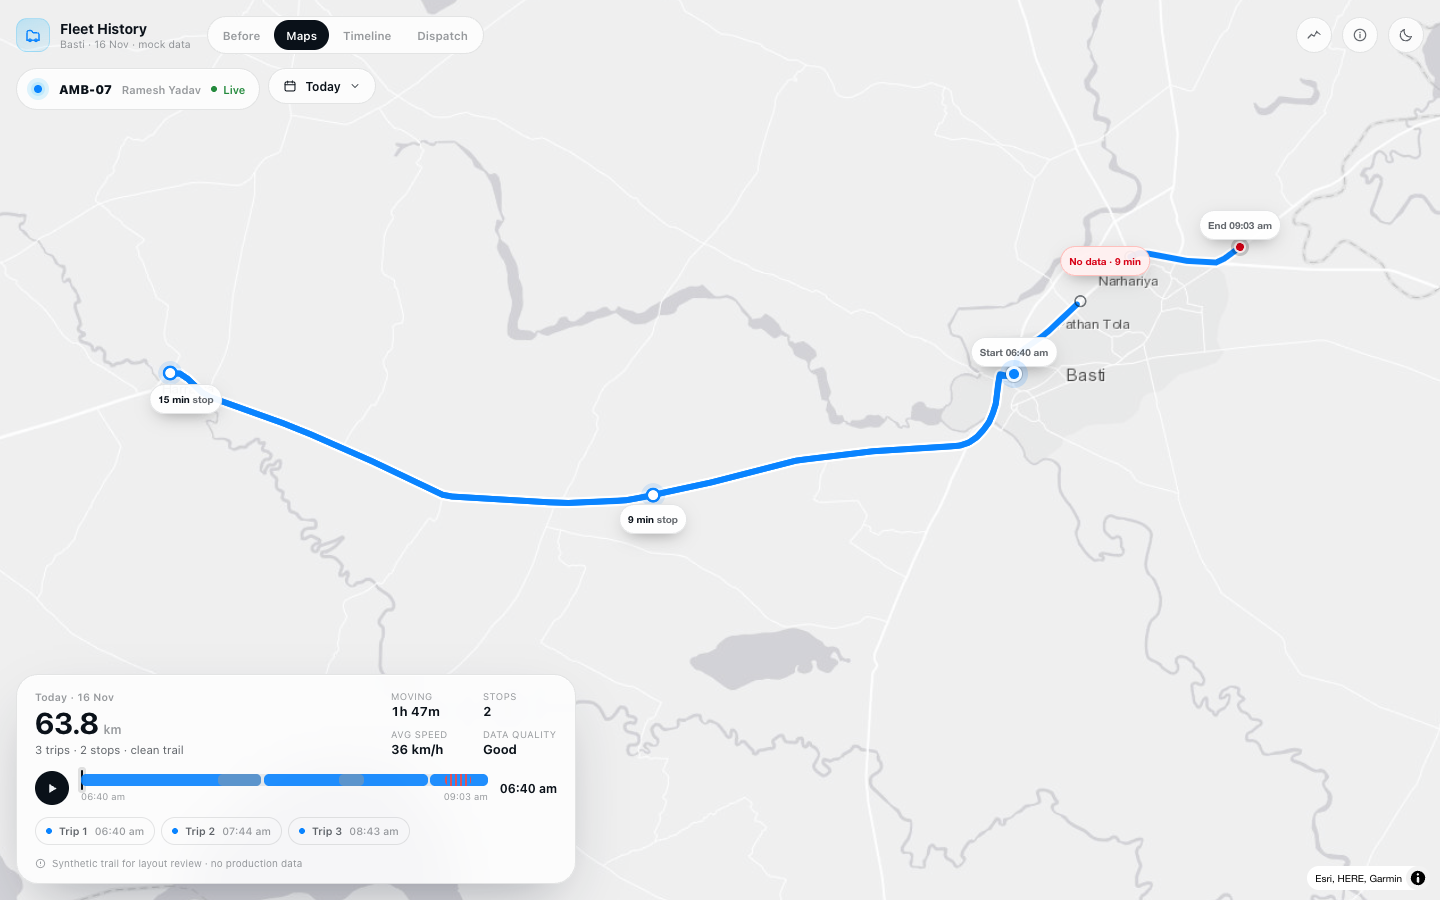 Fleet History
Basti · 16 Nov · mock data
Before
Maps
Timeline
Dispatch
AMB-07 Ramesh Yadav Live
Today
End 09:03 am
No data · 9 min
Narhariya
athan Tola
Start 06:40 am
Basti
15 min stop
9 min stop
Today · 16 Nov
63.8 km
3 trips · 2 stops · clean trail
MOVING
1h 47m
STOPS
2
AVG SPEED
36 km/h
DATA QUALITY
Good
06:40 am
09:03 am
06:40 am
Trip 1 06:40 am
Trip 2 07:44 am
Trip 3 08:43 am
Synthetic trail for layout review · no production data
Esri, HERE, Garmin